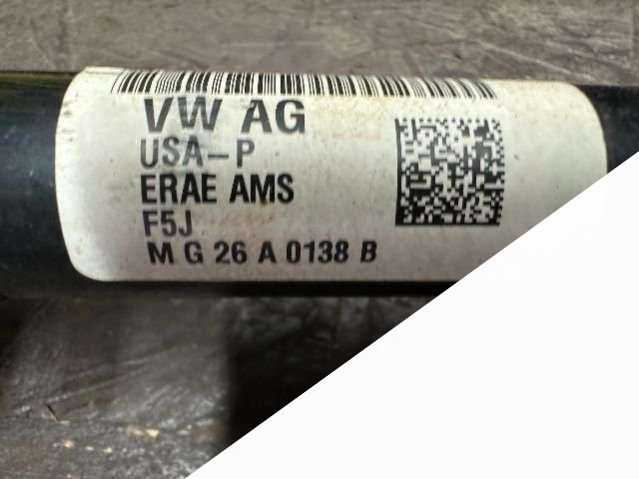 VW AG
USA-P
ERAE AMS
F5J
M G 26 A 0138 B